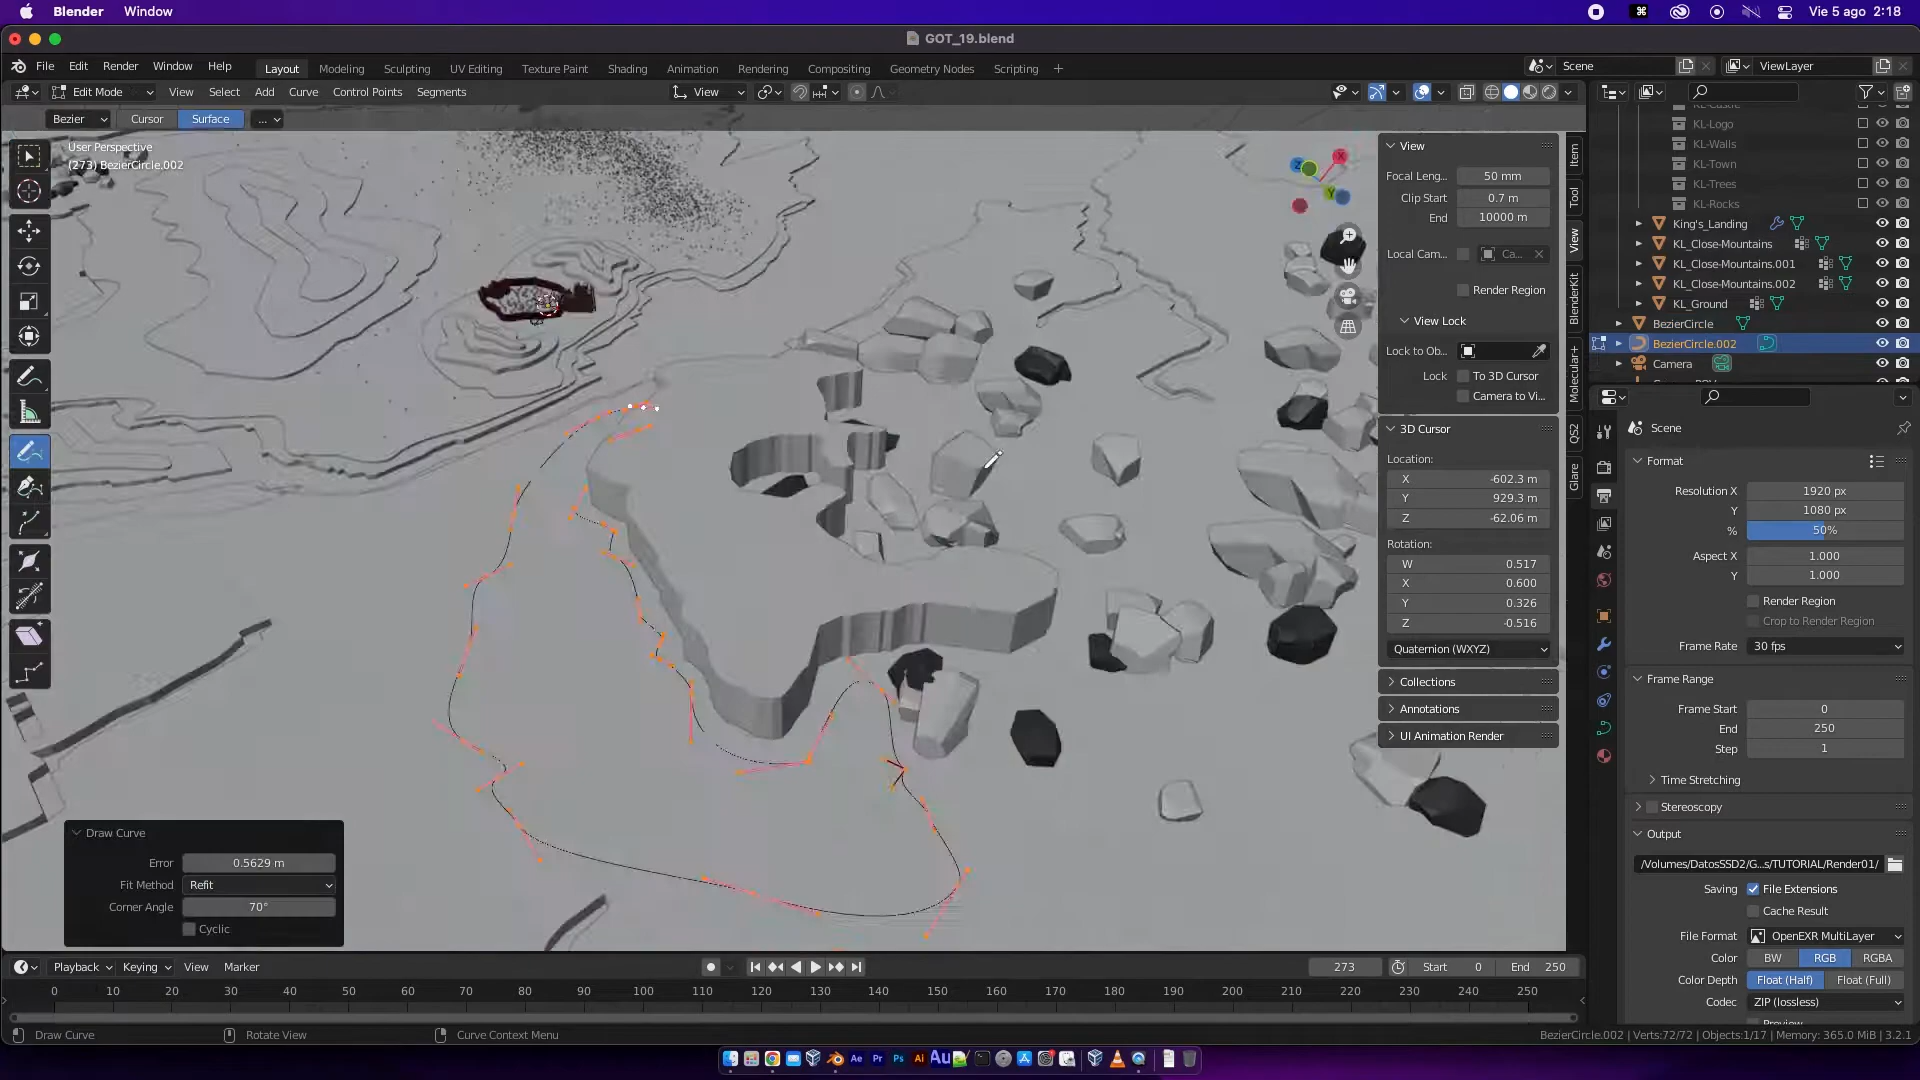 Blender Window Vie 5 ago 2:18
GOT_19.blend
File Edit Render Window Help Layout Modeling Sculpting UV Editing Texture Paint Shading Animation Rendering Compositing Geometry Nodes Scripting + Scene ViewLayer
Edit Mode View Select Add Curve Control Points Segments View
Bezier Cursor Surface ...
User Perspective
(273) BezierCircle.002
X
Y
Z
View
Focal Leng... 50 mm
Clip Start 0.7 m
End 10000 m
Local Cam... Ca...
Render Region
View Lock
Lock to Ob...
Lock To 3D Cursor
Camera to Vi...
3D Cursor
Location:
X -602.3 m
Y 929.3 m
Z -62.06 m
Rotation:
W 0.517
X 0.600
Y 0.326
Z -0.516
Quaternion (WXYZ)
Collections
Annotations
UI Animation Render
Item
Tool
View
BlenderKit
Molecular+
QS2
Glare
KL-Castle
KL-Logo
KL-Walls
KL-Town
KL-Trees
KL-Rocks
King's_Landing
KL_Close-Mountains
KL_Close-Mountains.001
KL_Close-Mountains.002
KL_Ground
BezierCircle
BezierCircle.002
Camera
Scene
Format
Resolution X 1920 px
Y 1080 px
% 50%
Aspect X 1.000
Y 1.000
Render Region
Crop to Render Region
Frame Rate 30 fps
Frame Range
Frame Start 0
End 250
Step 1
Time Stretching
Stereoscopy
Output
/Volumes/DatosSSD2/G...s/TUTORIAL/Render01/
Saving File Extensions
Cache Result
File Format OpenEXR MultiLayer
Color BW RGB RGBA
Color Depth Float (Half) Float (Full)
Codec ZIP (lossless)
Draw Curve
Error 0.5629 m
Fit Method Refit
Corner Angle 70°
Cyclic
Playback Keying View Marker 273 Start 0 End 250
0 10 20 30 40 50 60 70 80 90 100 110 120 130 140 150 160 170 180 190 200 210 220 230 240 250
Draw Curve Rotate View Curve Context Menu BezierCircle.002 | Verts:72/72 | Objects:1/17 | Memory: 365.0 MiB | 3.2.1
Ae Pr Ps Ai Au